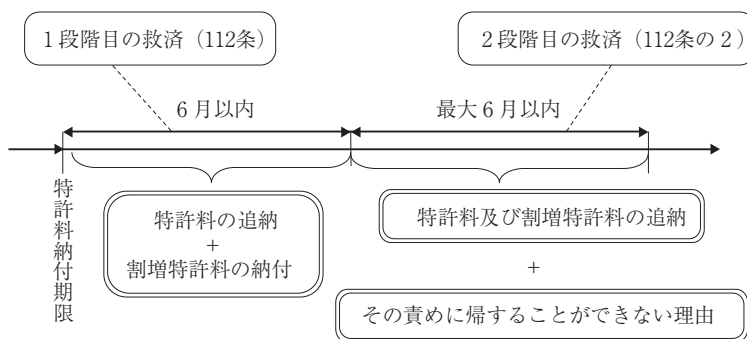 1段階目の救済（112条）
2段階目の救済（112条の2）
6月以内
最大6月以内
特許料納付期限
特許料の追納
+
割増特許料の納付
特許料及び割増特許料の追納
+
その責めに帰することができない理由